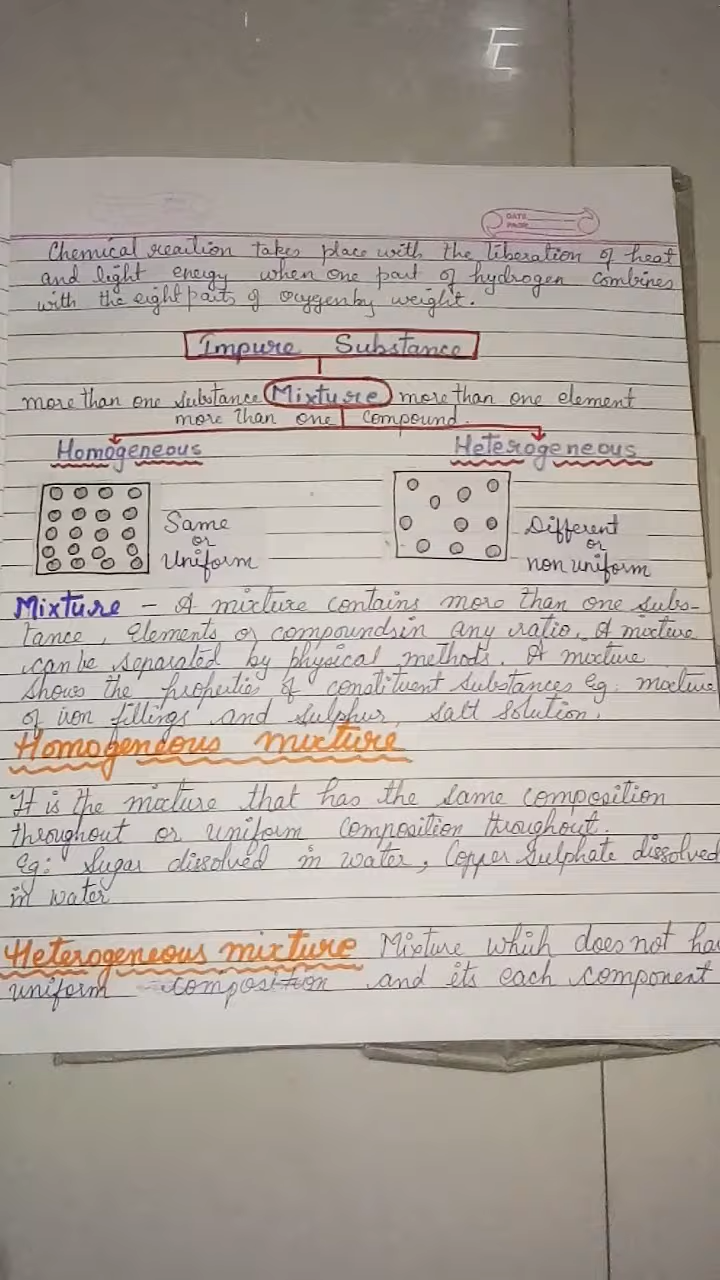 DATE
PAGE
Chemical reaction takes place with the liberation of heat
and light energy when one part of hydrogen combines
with the eight parts of oxygen by weight.
Impure Substance
more than one substance Mixture more than one element
more than one compound.
Homogeneous Heterogeneous
Same
or
Uniform
Different
or
non uniform
Mixture - A mixture contains more than one subs-
tance, elements or compounds in any ratio. A mixture
can be separated by physical methods. A mixture
shows the properties of constituent substances eg: mixture
of iron fillings and sulphur, salt solution.
Homogeneous mixture
It is the mixture that has the same composition
throughout or uniform composition throughout.
Eg: Sugar dissolved in water, Copper Sulphate dissolved
in water
Heterogeneous mixture Mixture which does not ha
uniform composition and its each component